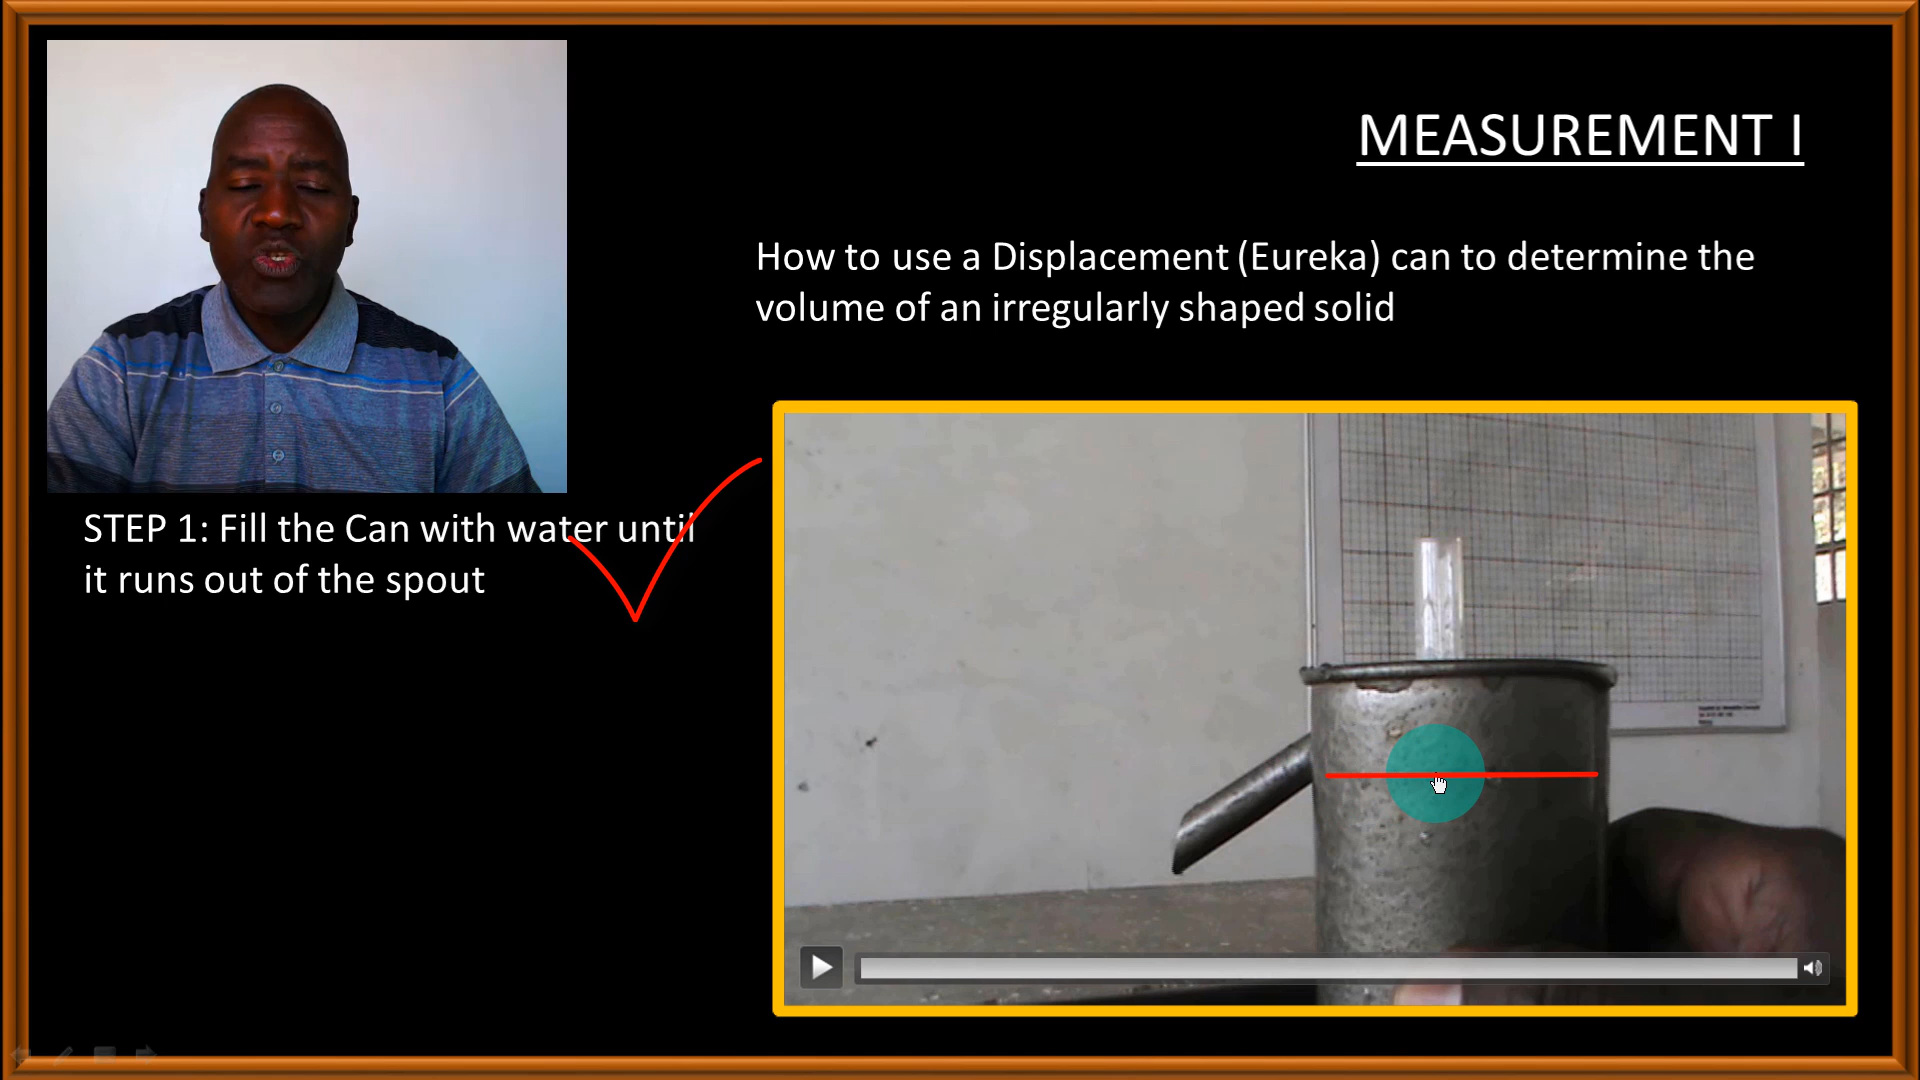 MEASUREMENT I
How to use a Displacement (Eureka) can to determine the
volume of an irregularly shaped solid
STEP 1: Fill the Can with water until
it runs out of the spout